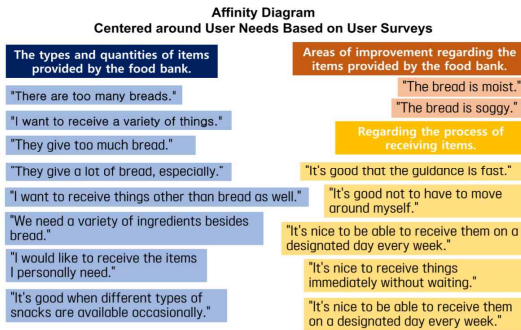 Affinity Diagram
Centered around User Needs Based on User Surveys
The types and quantities of items
provided by the food bank.
"There are too many breads."
"I want to receive a variety of things."
"They give too much bread."
"They give a lot of bread, especially."
"I want to receive things other than bread as well."
"We need a variety of ingredients besides
bread."
"I would like to receive the items
I personally need."
"It's good when different types of
snacks are available occasionally."
Areas of improvement regarding the
items provided by the food bank.
"The bread is moist."
"The bread is soggy."
Regarding the process of
receiving items.
"It's good that the guidance is fast."
"It's good not to have to move
around myself."
"It's nice to be able to receive them on a
designated day every week."
"It's nice to receive things
immediately without waiting."
"It's nice to be able to receive them
on a designated day every week."